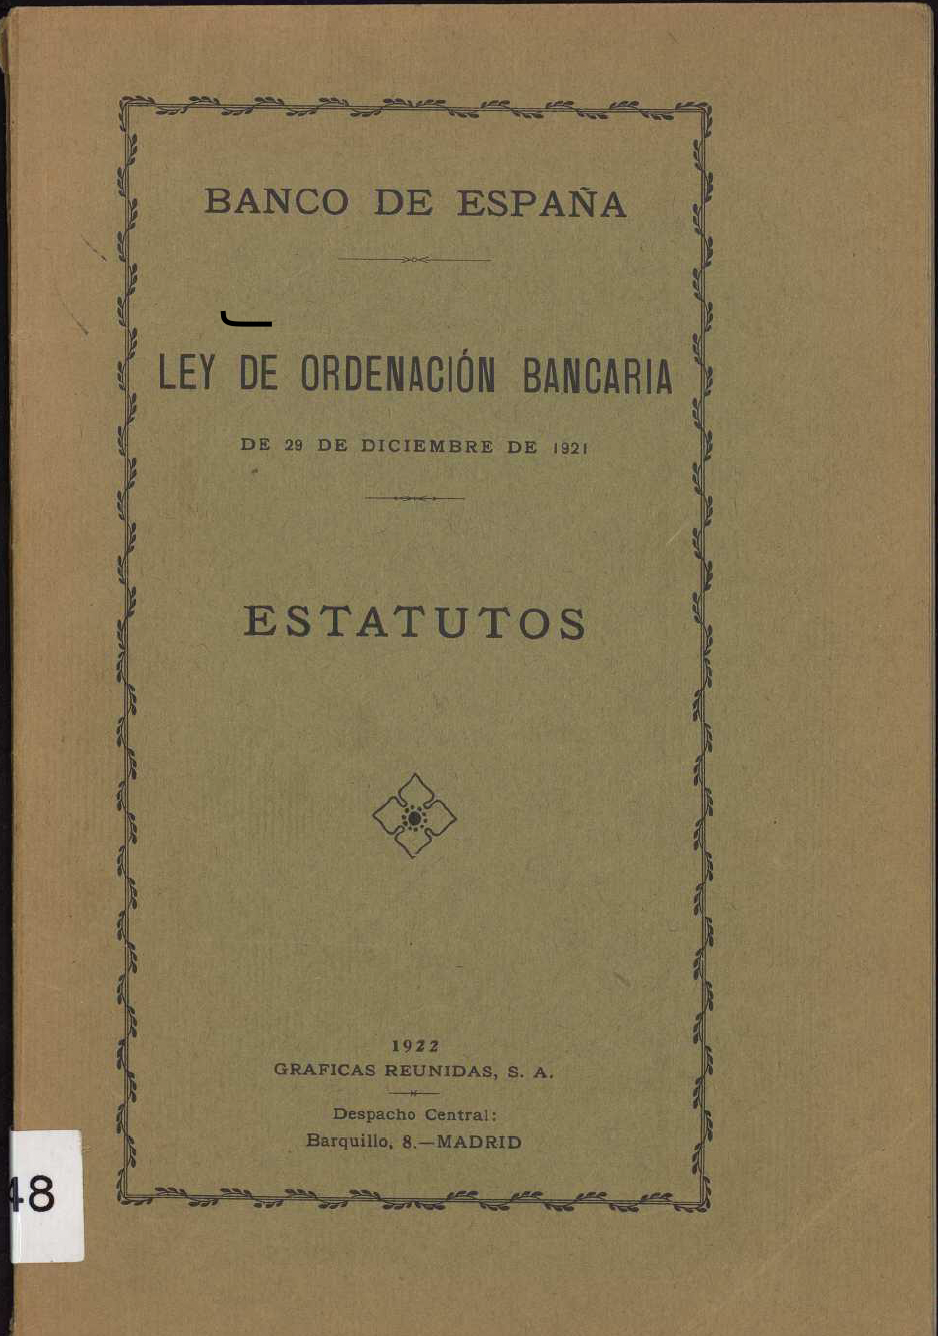 BANCO DE ESPAÑA
LEY DE ORDENACIÓN BANCARIA
DE 29 DE DICIEMBRE DE 1921
ESTATUTOS
1922
GRAFICAS REUNIDAS, S. A.
Despacho Central:
Barquillo, 8.—MADRID
48